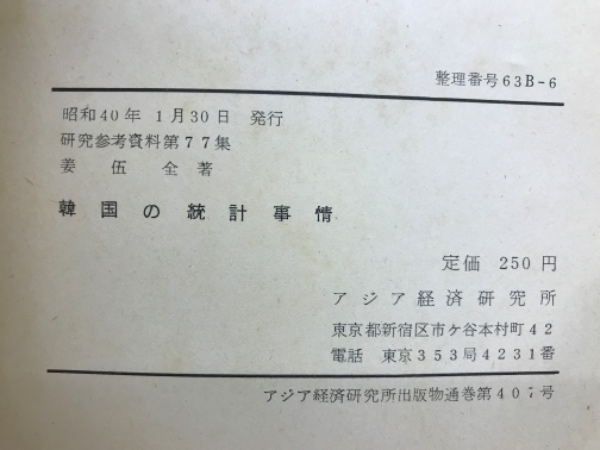 整理番号63B-6
昭和40年 1月30日 発行
研究参考資料第77集
姜 伍 全 著
韓国の統計事情
定価 250円
アジア経済研究所
東京都新宿区市ケ谷本村町42
電話 東京353局4231番
アジア経済研究所出版物通巻第407号